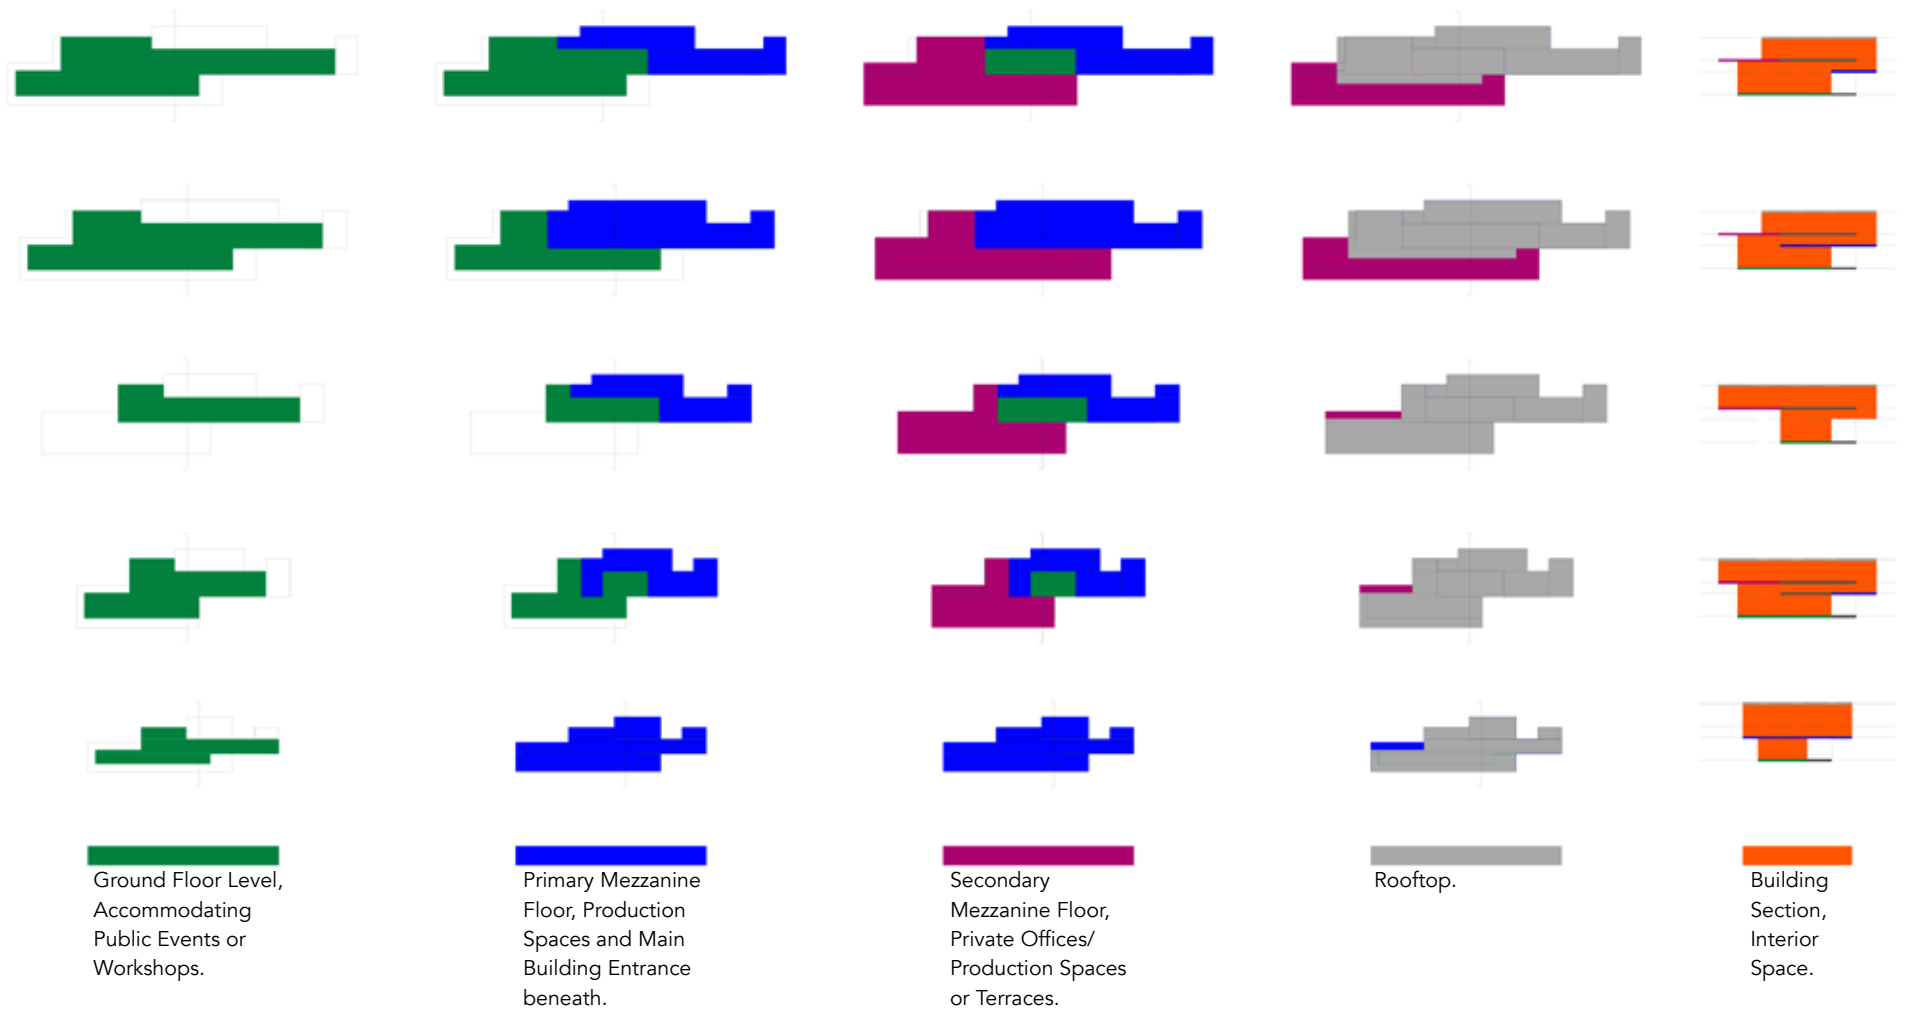 Ground Floor Level,
Accommodating
Public Events or
Workshops.
Primary Mezzanine
Floor, Production
Spaces and Main
Building Entrance
beneath.
Secondary
Mezzanine Floor,
Private Offices/
Production Spaces
or Terraces.
Rooftop.
Building
Section,
Interior
Space.